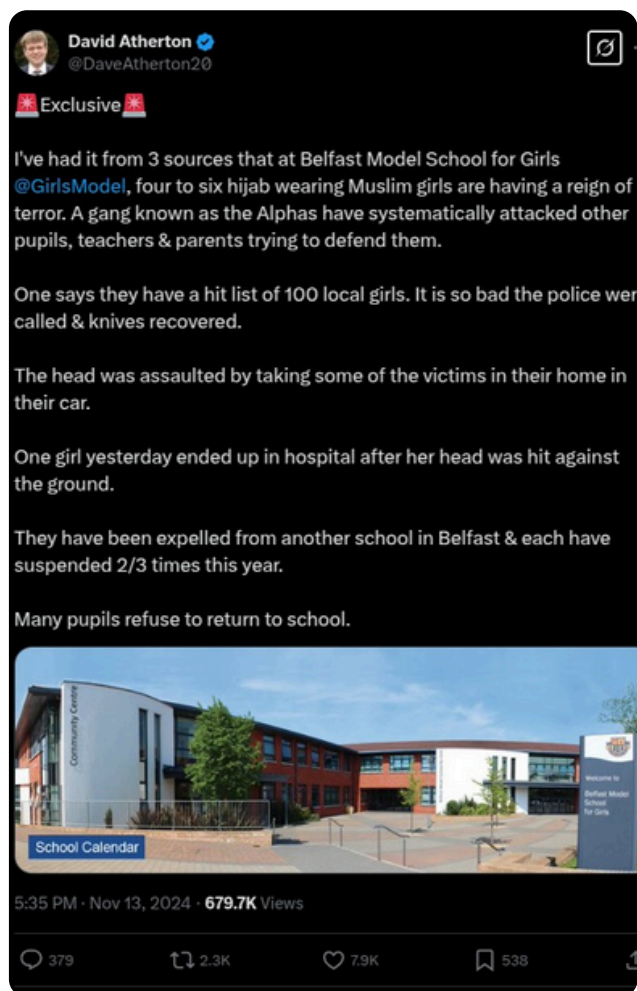 David Atherton
@DaveAtherton20
Exclusive
I've had it from 3 sources that at Belfast Model School for Girls
@GirlsModel, four to six hijab wearing Muslim girls are having a reign of
terror. A gang known as the Alphas have systematically attacked other
pupils, teachers & parents trying to defend them.
One says they have a hit list of 100 local girls. It is so bad the police wer
called & knives recovered.
The head was assaulted by taking some of the victims in their home in
their car.
One girl yesterday ended up in hospital after her head was hit against
the ground.
They have been expelled from another school in Belfast & each have
suspended 2/3 times this year.
Many pupils refuse to return to school.
Community Centre
Welcome to
Belfast Model
School
for Girls
School Calendar
5:35 PM · Nov 13, 2024 · 679.7K Views
379
2.3K
7.9K
538